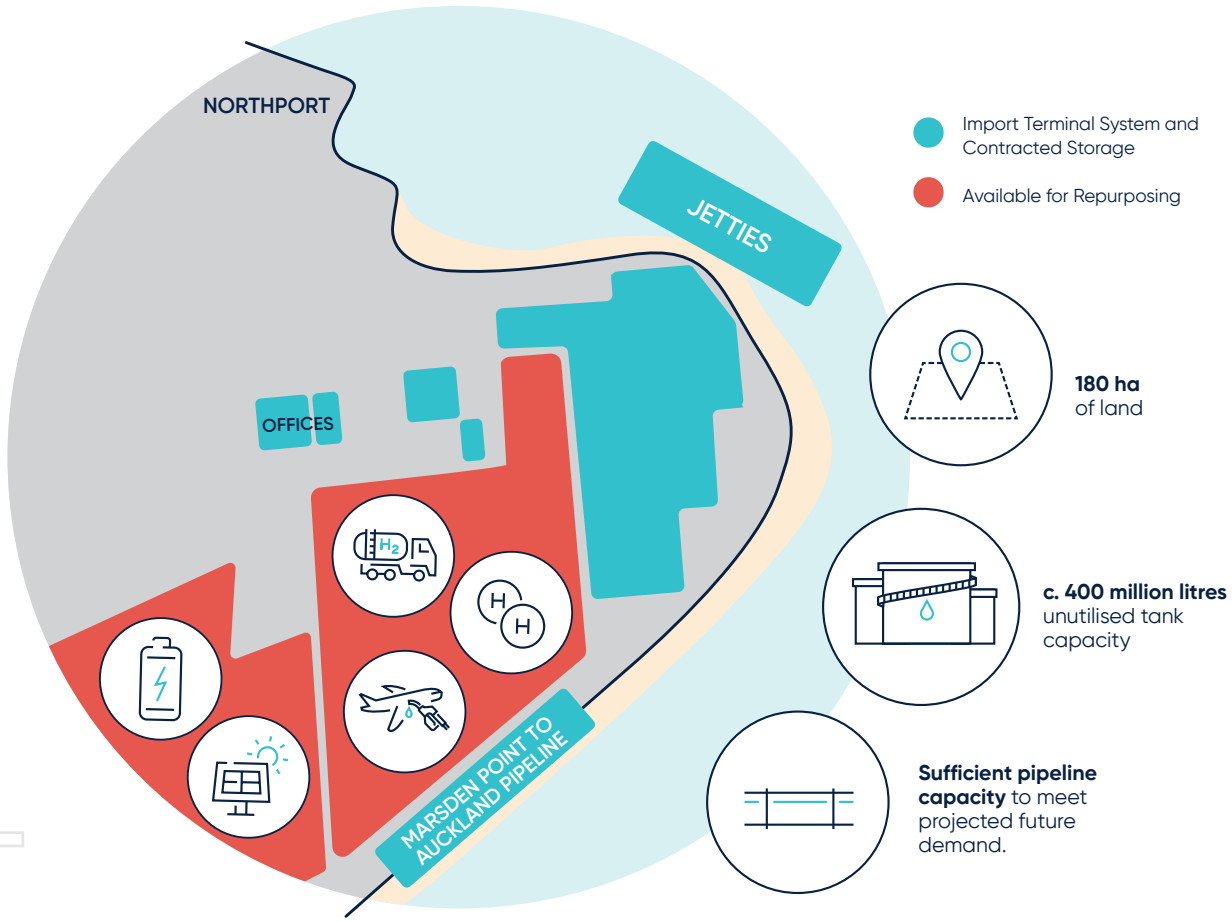 NORTHPORT
Import Terminal System and
Contracted Storage
Available for Repurposing
JETTIES
180 ha
of land
OFFICES
H2
H
H
c. 400 million litres
unutilised tank
capacity
MARSDEN POINT TO
AUCKLAND PIPELINE
Sufficient pipeline
capacity to meet
projected future
demand.